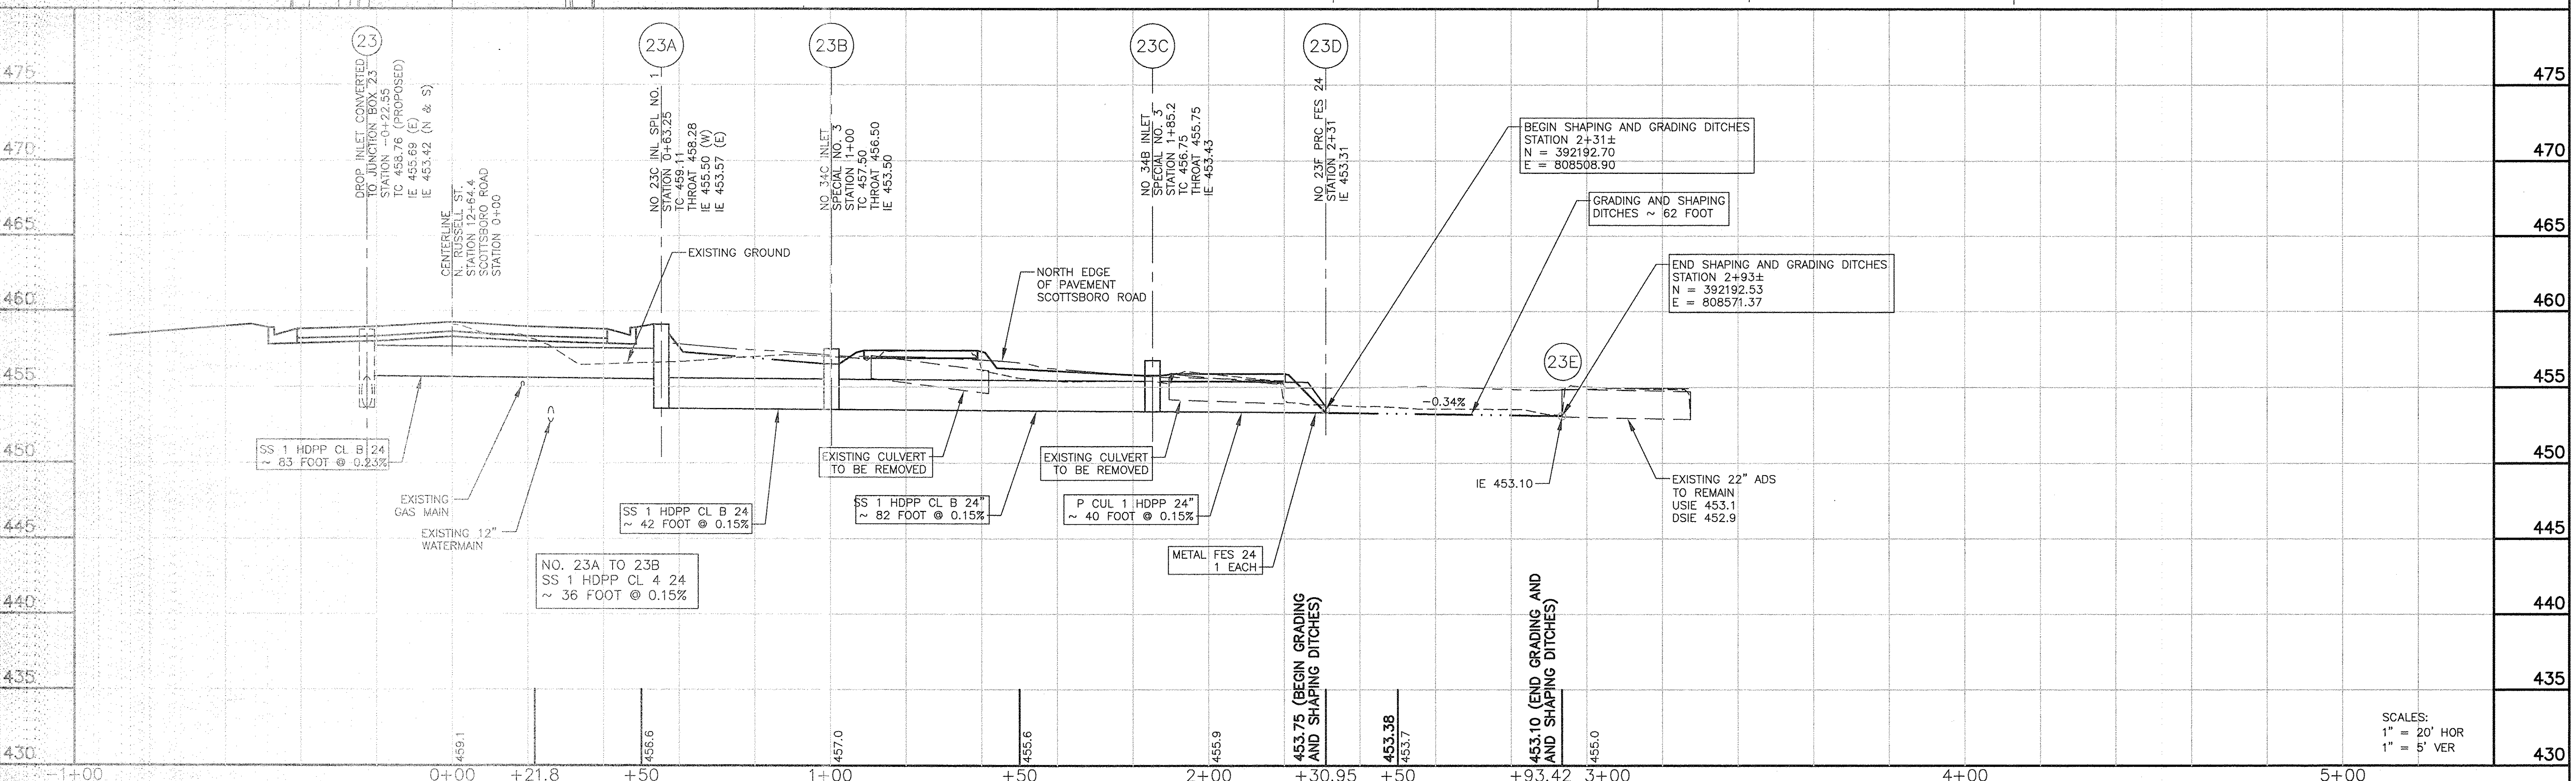 23
DROP INLET CONVERTED
TO JUNCTION BOX 23
STATION -0+22.55
TC 458.76 (PROPOSED)
IE 455.69 (E)
IE 453.42 (N & S)
CENTERLINE
N. RUSSELL ST.
STATION 12+64.4
SCOTTSBORO ROAD
STATION 0+00
23A
NO 23C INL SPL NO. 1
STATION 0+63.25
TC 459.11
THROAT 458.28
IE 455.50 (W)
IE 453.57 (E)
23B
NO 34C INLET
SPECIAL NO. 3
STATION 1+00
TC 457.50
THROAT 456.50
IE 453.50
23C
NO 34B INLET
SPECIAL NO. 3
STATION 1+85.2
TC 456.75
THROAT 455.75
IE 453.43
23D
NO 23F PRC FES 24
STATION 2+31
IE 453.31
BEGIN SHAPING AND GRADING DITCHES
STATION 2+31±
N = 392192.70
E = 808508.90
GRADING AND SHAPING
DITCHES ~ 62 FOOT
END SHAPING AND GRADING DITCHES
STATION 2+93±
N = 392192.53
E = 808571.37
EXISTING GROUND
NORTH EDGE
OF PAVEMENT
SCOTTSBORO ROAD
23E
-0.34%
SS 1 HDPP CL B 24
~ 83 FOOT @ 0.23%
EXISTING
GAS MAIN
EXISTING 12"
WATERMAIN
SS 1 HDPP CL B 24
~ 42 FOOT @ 0.15%
NO. 23A TO 23B
SS 1 HDPP CL 4 24
~ 36 FOOT @ 0.15%
EXISTING CULVERT
TO BE REMOVED
SS 1 HDPP CL B 24"
~ 82 FOOT @ 0.15%
EXISTING CULVERT
TO BE REMOVED
P CUL 1 HDPP 24"
~ 40 FOOT @ 0.15%
METAL FES 24
1 EACH
IE 453.10
EXISTING 22" ADS
TO REMAIN
USIE 453.1
DSIE 452.9
475
470
465
460
455
450
445
440
435
430
475
470
465
460
455
450
445
440
435
430
459.1
456.6
457.0
455.6
455.9
453.75 (BEGIN GRADING
AND SHAPING DITCHES)
453.38
453.7
453.10 (END GRADING AND
AND SHAPING DITCHES)
455.0
SCALES:
1" = 20' HOR
1" = 5' VER
-1+00
0+00
+21.8
+50
1+00
+50
2+00
+30.95
+50
+93.42
3+00
4+00
5+00